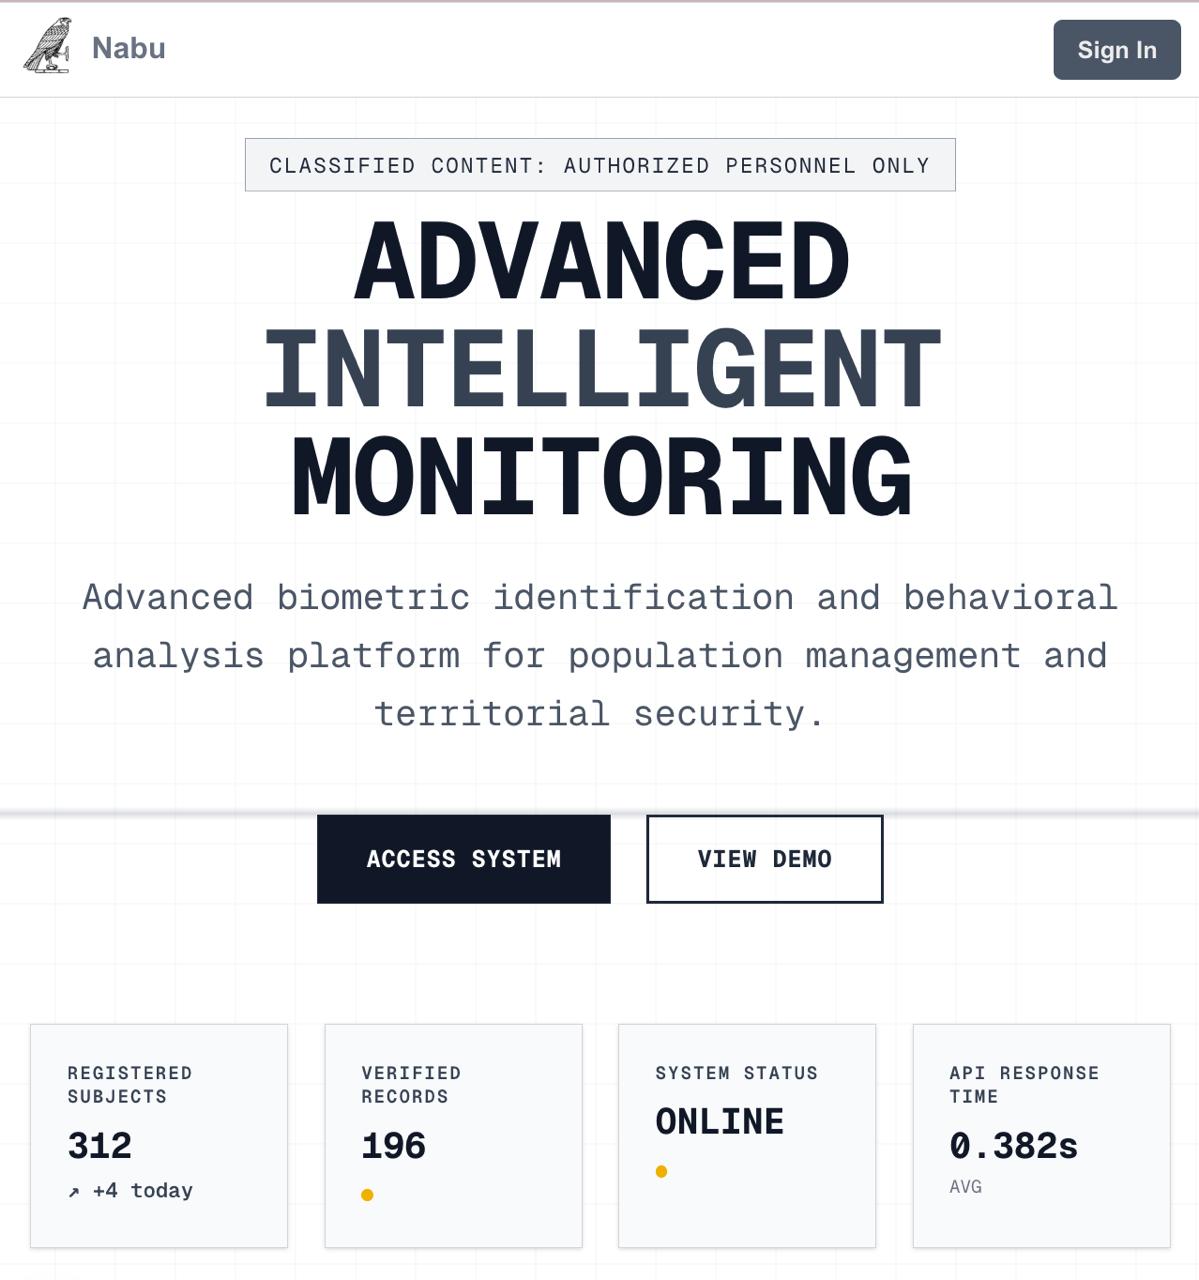 Nabu
Sign In
CLASSIFIED CONTENT: AUTHORIZED PERSONNEL ONLY
ADVANCED
INTELLIGENT
MONITORING
Advanced biometric identification and behavioral
analysis platform for population management and
territorial security.
ACCESS SYSTEM
VIEW DEMO
REGISTERED
SUBJECTS
312
↗ +4 today
VERIFIED
RECORDS
196
SYSTEM STATUS
ONLINE
API RESPONSE
TIME
0.382s
AVG